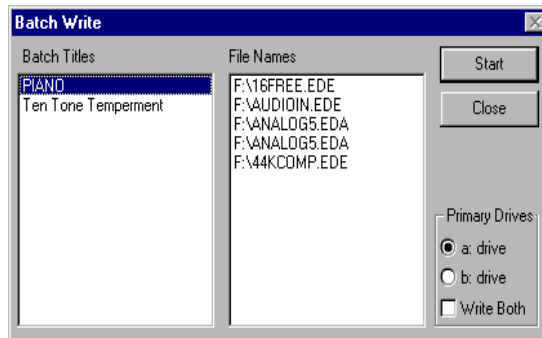 Batch Write
Batch Titles
PIANO
Ten Tone Temperment
File Names
F:\16FREE.EDE
F:\AUDIOIN.EDE
F:\ANALOG5.EDA
F:\ANALOG5.EDA
F:\44KCOMP.EDE
Start
Close
Primary Drives
a: drive
b: drive
Write Both